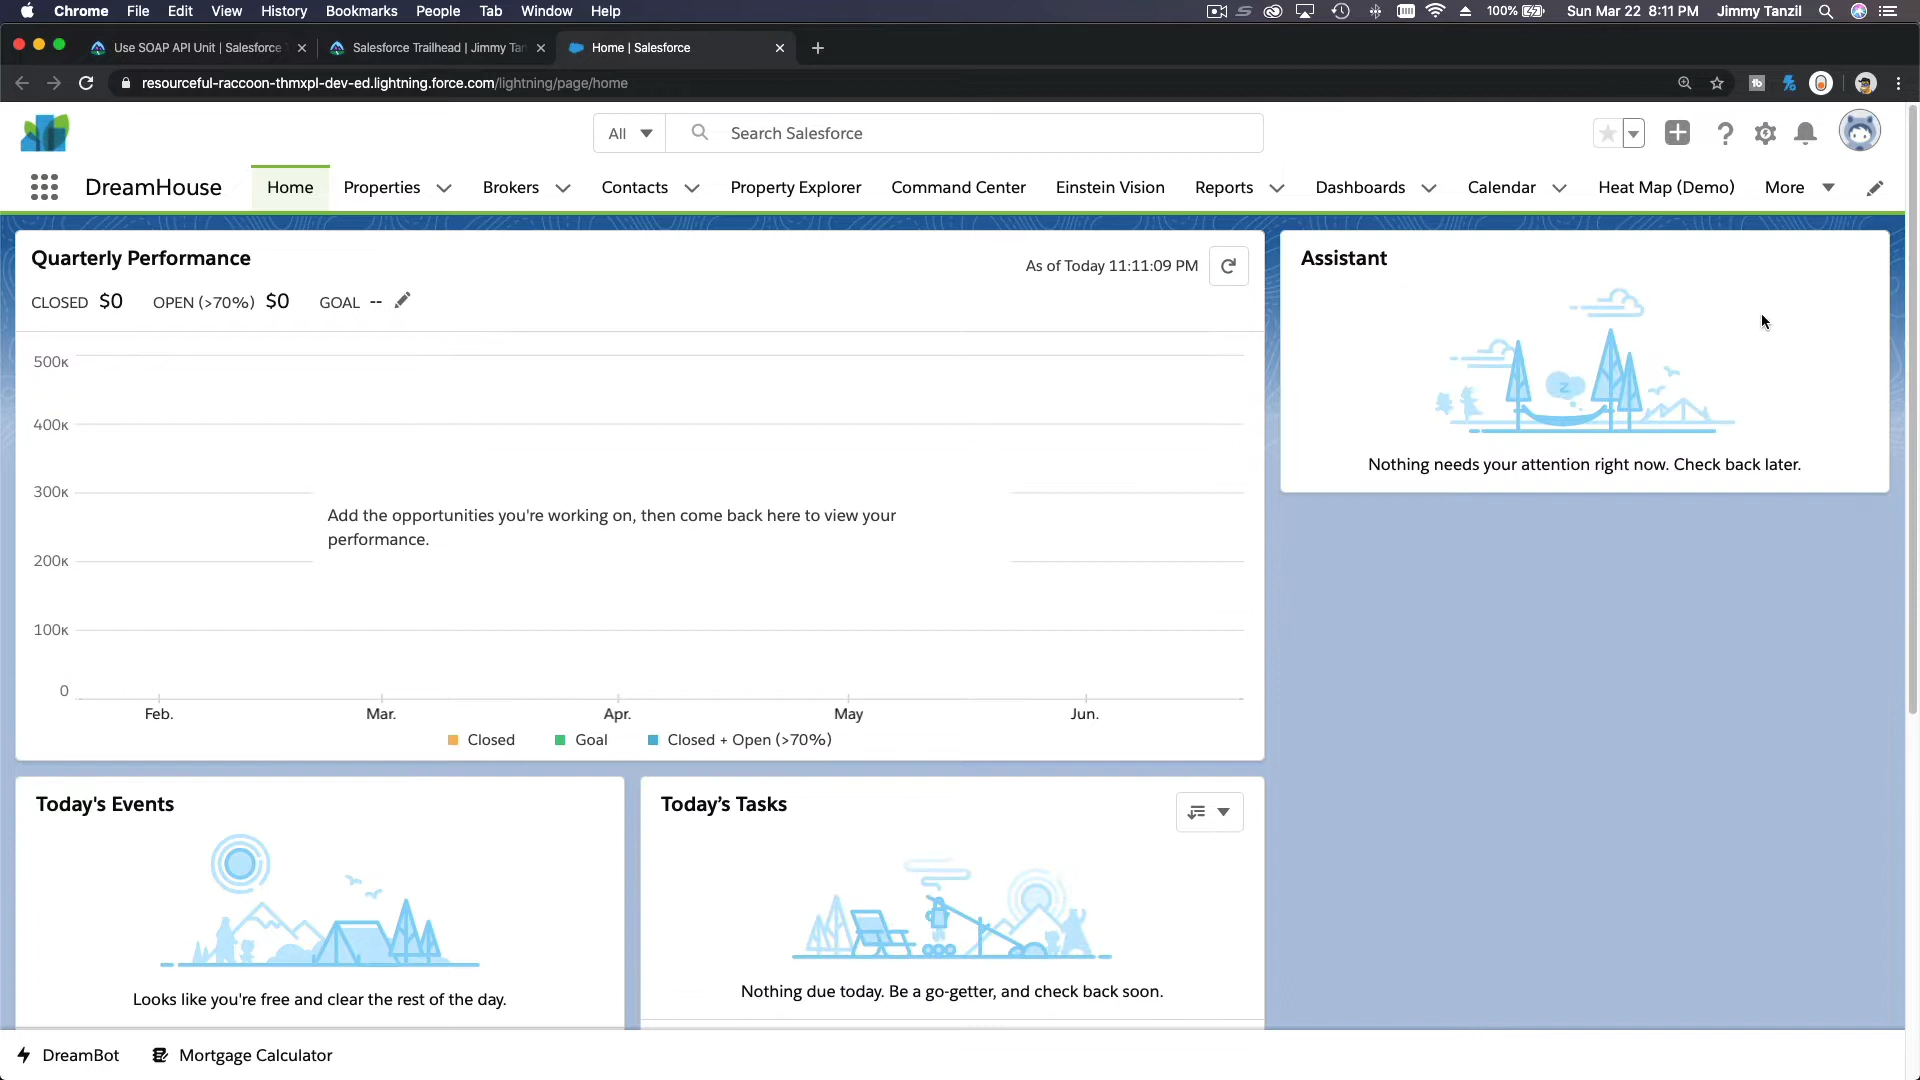 Chrome File Edit View History Bookmarks People Tab Window Help 100% Sun Mar 22 8:11 PM Jimmy Tanzil
Use SOAP API Unit | Salesforce Salesforce Trailhead | Jimmy Tan Home | Salesforce
resourceful-raccoon-thmxpl-dev-ed.lightning.force.com/lightning/page/home
All Search Salesforce
DreamHouse Home Properties Brokers Contacts Property Explorer Command Center Einstein Vision Reports Dashboards Calendar Heat Map (Demo) More
Quarterly Performance
As of Today 11:11:09 PM
CLOSED $0 OPEN (>70%) $0 GOAL --
500K
400K
300K
200K
100K
0
Add the opportunities you're working on, then come back here to view your
performance.
Feb. Mar. Apr. May Jun.
Closed Goal Closed + Open (>70%)
Assistant
z
Nothing needs your attention right now. Check back later.
Today's Events
Looks like you're free and clear the rest of the day.
Today’s Tasks
Nothing due today. Be a go-getter, and check back soon.
DreamBot Mortgage Calculator